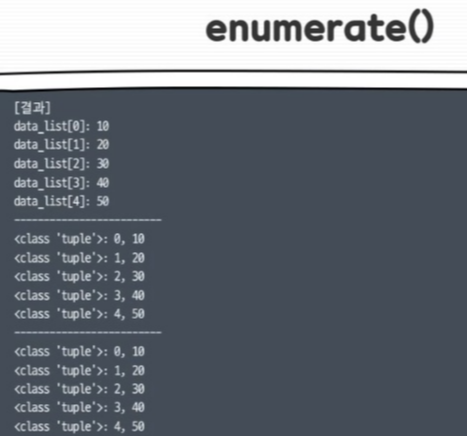 enumerate()
[결과]
data_list[0]: 10
data_list[1]: 20
data_list[2]: 30
data_list[3]: 40
data_list[4]: 50
-------------------------
<class 'tuple'>: 0, 10
<class 'tuple'>: 1, 20
<class 'tuple'>: 2, 30
<class 'tuple'>: 3, 40
<class 'tuple'>: 4, 50
-------------------------
<class 'tuple'>: 0, 10
<class 'tuple'>: 1, 20
<class 'tuple'>: 2, 30
<class 'tuple'>: 3, 40
<class 'tuple'>: 4, 50